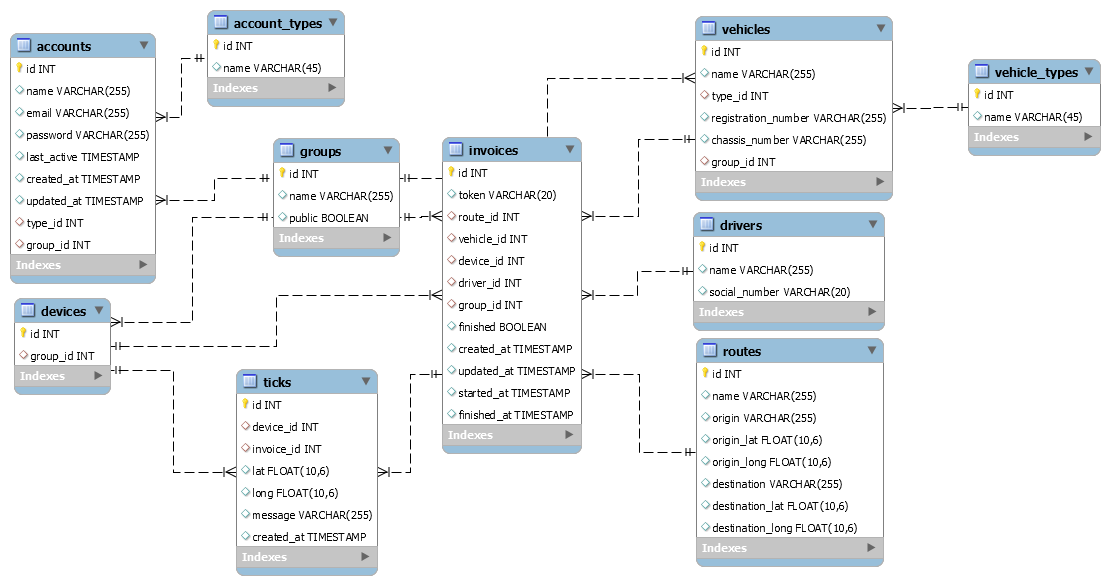 accounts
id INT
name VARCHAR(255)
email VARCHAR(255)
password VARCHAR(255)
last_active TIMESTAMP
created_at TIMESTAMP
updated_at TIMESTAMP
type_id INT
group_id INT
Indexes
account_types
id INT
name VARCHAR(45)
Indexes
groups
id INT
name VARCHAR(255)
public BOOLEAN
Indexes
devices
id INT
group_id INT
Indexes
ticks
id INT
device_id INT
invoice_id INT
lat FLOAT(10,6)
long FLOAT(10,6)
message VARCHAR(255)
created_at TIMESTAMP
Indexes
invoices
id INT
token VARCHAR(20)
route_id INT
vehicle_id INT
device_id INT
driver_id INT
group_id INT
finished BOOLEAN
created_at TIMESTAMP
updated_at TIMESTAMP
started_at TIMESTAMP
finished_at TIMESTAMP
Indexes
vehicles
id INT
name VARCHAR(255)
type_id INT
registration_number VARCHAR(255)
chassis_number VARCHAR(255)
group_id INT
Indexes
vehicle_types
id INT
name VARCHAR(45)
Indexes
drivers
id INT
name VARCHAR(255)
social_number VARCHAR(20)
Indexes
routes
id INT
name VARCHAR(255)
origin VARCHAR(255)
origin_lat FLOAT(10,6)
origin_long FLOAT(10,6)
destination VARCHAR(255)
destination_lat FLOAT(10,6)
destination_long FLOAT(10,6)
Indexes